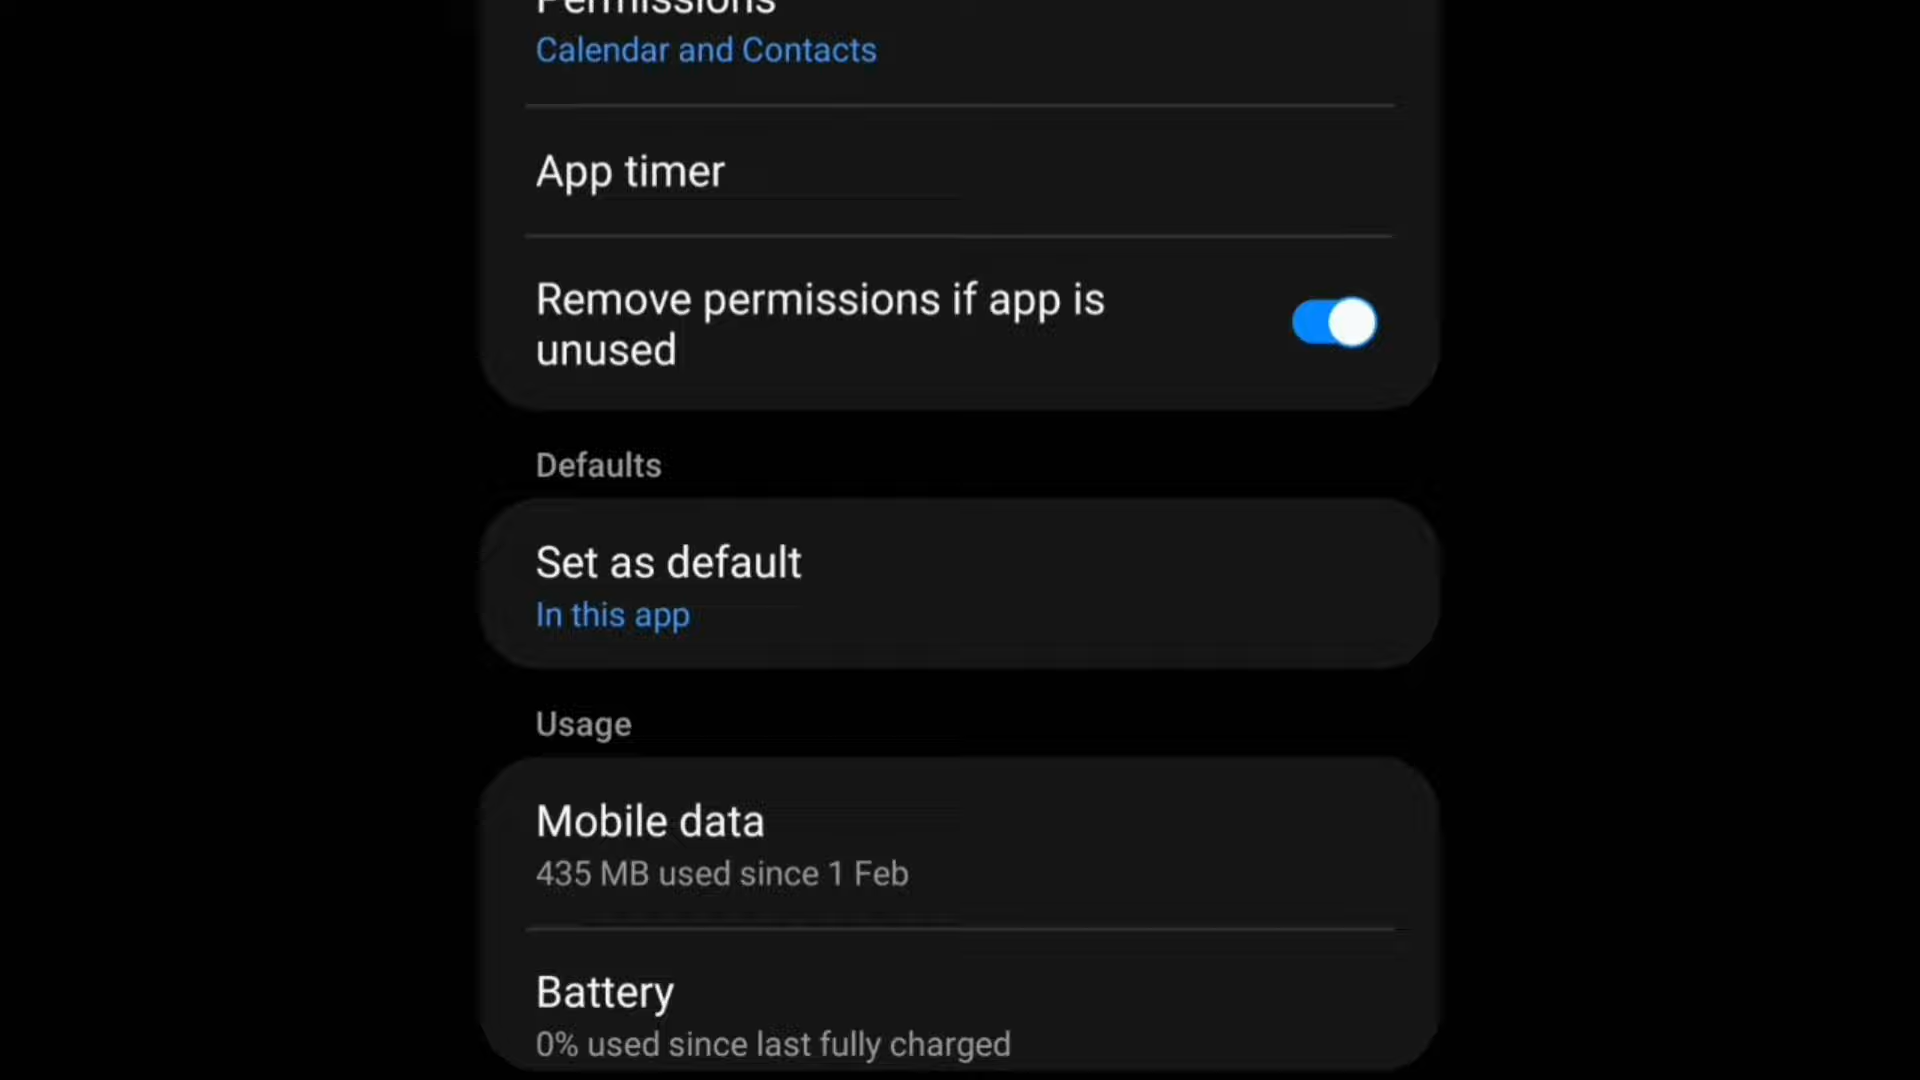 Permissions
Calendar and Contacts
App timer
Remove permissions if app is
unused
Defaults
Set as default
In this app
Usage
Mobile data
435 MB used since 1 Feb
Battery
0% used since last fully charged